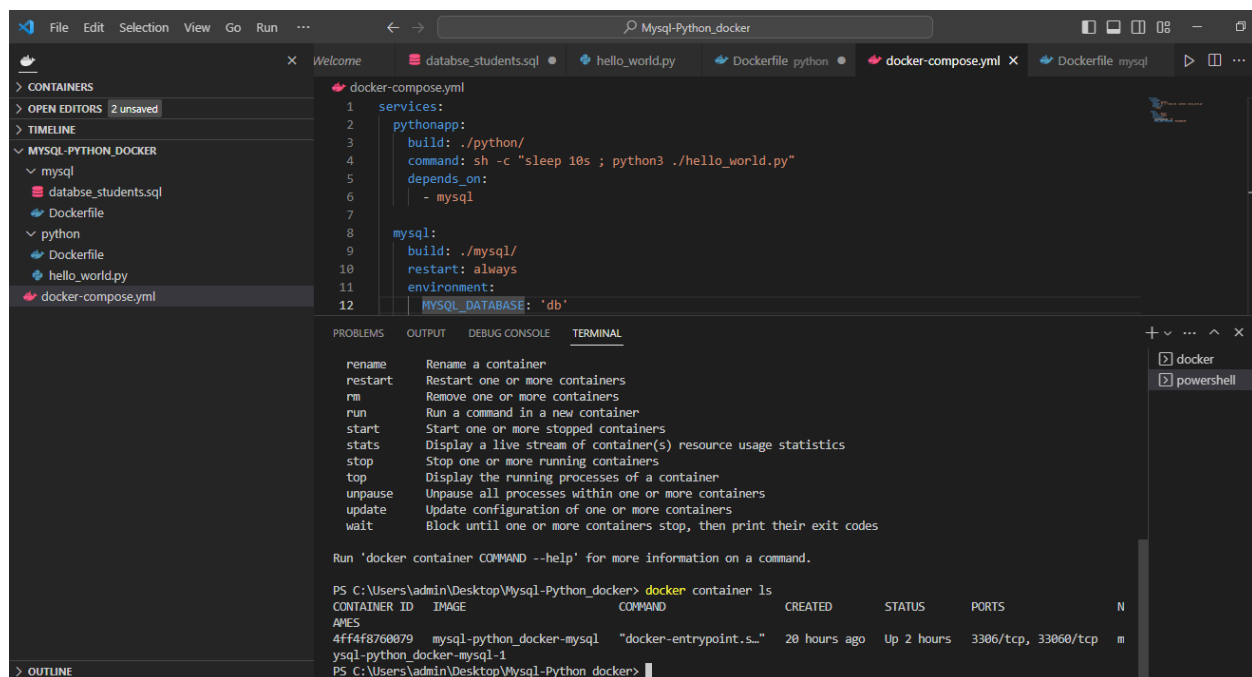 File Edit Selection View Go Run ···
Mysql-Python_docker
Welcome databse_students.sql hello_world.py Dockerfile python docker-compose.yml Dockerfile mysql
CONTAINERS
OPEN EDITORS 2 unsaved
TIMELINE
MYSQL-PYTHON_DOCKER
mysql
databse_students.sql
Dockerfile
python
Dockerfile
hello_world.py
docker-compose.yml
OUTLINE
docker-compose.yml
1 services:
2 pythonapp:
3 build: ./python/
4 command: sh -c "sleep 10s ; python3 ./hello_world.py"
5 depends_on:
6 - mysql
7
8 mysql:
9 build: ./mysql/
10 restart: always
11 environment:
12 MYSQL_DATABASE: 'db'
PROBLEMS OUTPUT DEBUG CONSOLE TERMINAL
docker
powershell
rename Rename a container
restart Restart one or more containers
rm Remove one or more containers
run Run a command in a new container
start Start one or more stopped containers
stats Display a live stream of container(s) resource usage statistics
stop Stop one or more running containers
top Display the running processes of a container
unpause Unpause all processes within one or more containers
update Update configuration of one or more containers
wait Block until one or more containers stop, then print their exit codes
Run 'docker container COMMAND --help' for more information on a command.
PS C:\Users\admin\Desktop\Mysql-Python_docker> docker container ls
CONTAINER ID IMAGE COMMAND CREATED STATUS PORTS N
AMES
4ff4f8760079 mysql-python_docker-mysql "docker-entrypoint.s…" 20 hours ago Up 2 hours 3306/tcp, 33060/tcp m
ysql-python_docker-mysql-1
PS C:\Users\admin\Desktop\Mysql-Python_docker>